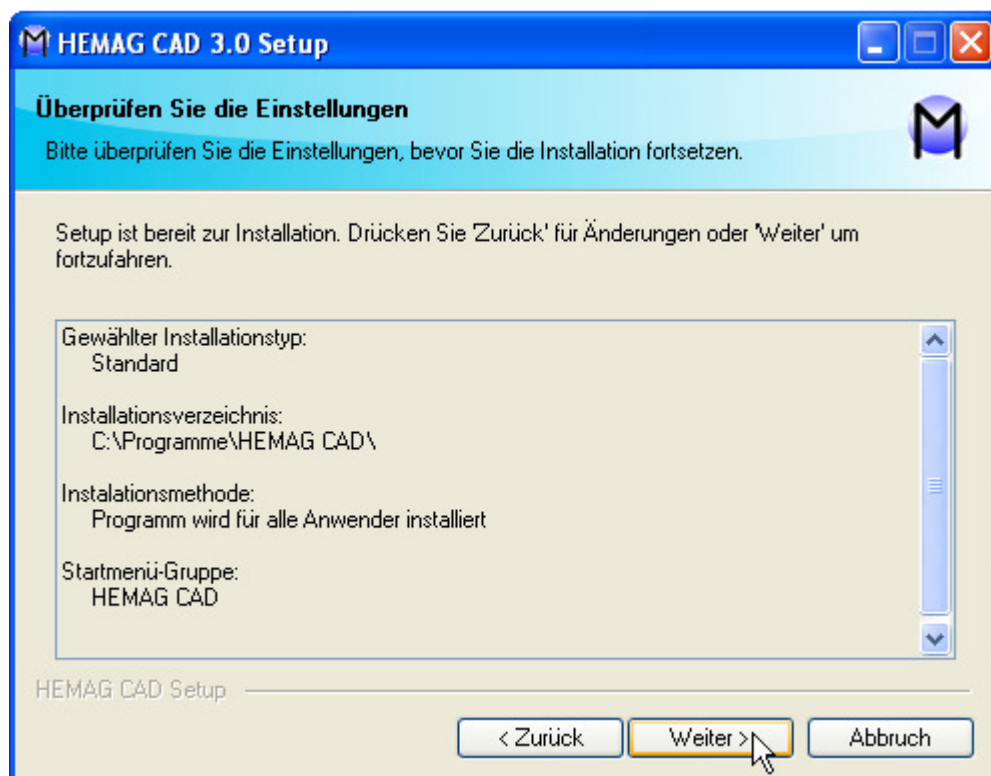 HEMAG CAD 3.0 Setup
Überprüfen Sie die Einstellungen
Bitte überprüfen Sie die Einstellungen, bevor Sie die Installation fortsetzen.
Setup ist bereit zur Installation. Drücken Sie 'Zurück' für Änderungen oder 'Weiter' um
fortzufahren.
Gewählter Installationstyp:
Standard
Installationsverzeichnis:
C:\Programme\HEMAG CAD\
Instalationsmethode:
Programm wird für alle Anwender installiert
Startmenü-Gruppe:
HEMAG CAD
HEMAG CAD Setup
< Zurück Weiter > Abbruch